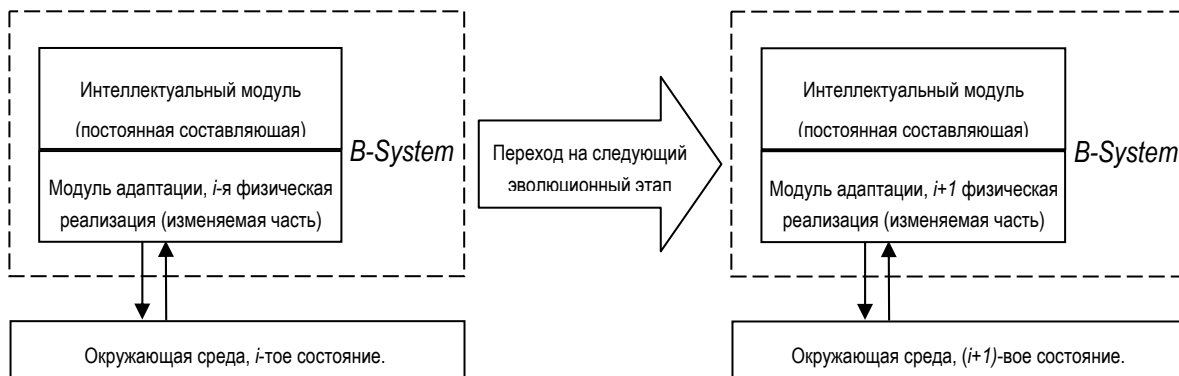 Интеллектуальный модуль
(постоянная составляющая)
B-System
Модуль адаптации, i-я физическая
реализация (изменяемая часть)
Окружающая среда, i-тое состояние.
Переход на следующий
эволюционный этап
Интеллектуальный модуль
(постоянная составляющая)
B-System
Модуль адаптации, i+1 физическая
реализация (изменяемая часть)
Окружающая среда, (i+1)-вое состояние.